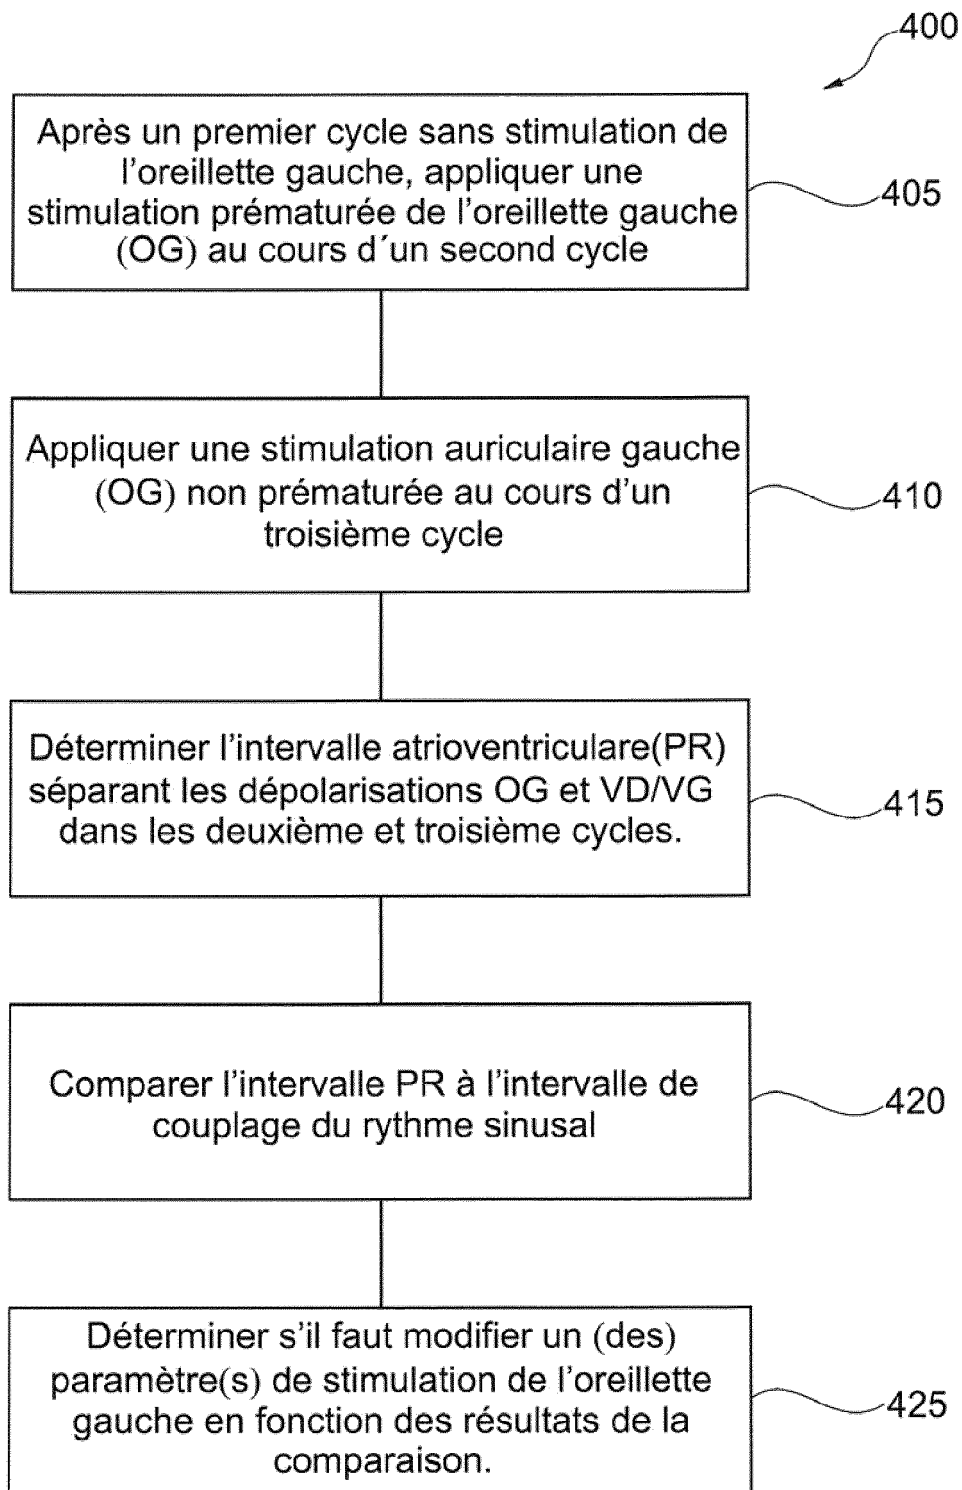 400
Après un premier cycle sans stimulation de
l'oreillette gauche, appliquer une
stimulation prématurée de l'oreillette gauche
(OG) au cours d´un second cycle
405
Appliquer une stimulation auriculaire gauche
(OG) non prématurée au cours d'un
troisième cycle
410
Déterminer l'intervalle atrioventriculare(PR)
séparant les dépolarisations OG et VD/VG
dans les deuxième et troisième cycles.
415
Comparer l'intervalle PR à l'intervalle de
couplage du rythme sinusal
420
Déterminer s'il faut modifier un (des)
paramètre(s) de stimulation de l'oreillette
gauche en fonction des résultats de la
comparaison.
425